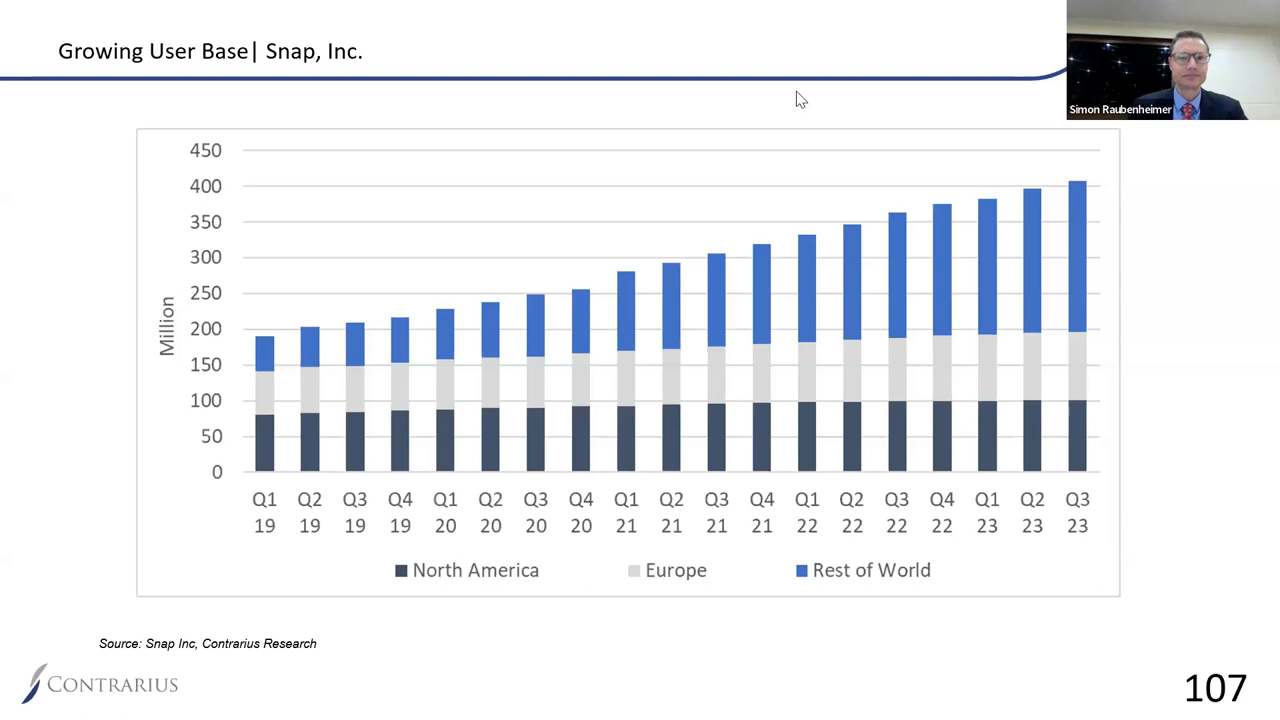 Growing User Base| Snap, Inc.
Simon Raubenheimer
450
400
350
300
250
200
150
100
50
0
Million
Q1 Q2 Q3 Q4 Q1 Q2 Q3 Q4 Q1 Q2 Q3 Q4 Q1 Q2 Q3 Q4 Q1 Q2 Q3
19 19 19 19 20 20 20 20 21 21 21 21 22 22 22 22 23 23 23
North America Europe Rest of World
Source: Snap Inc, Contrarius Research
CONTRARIUS
107